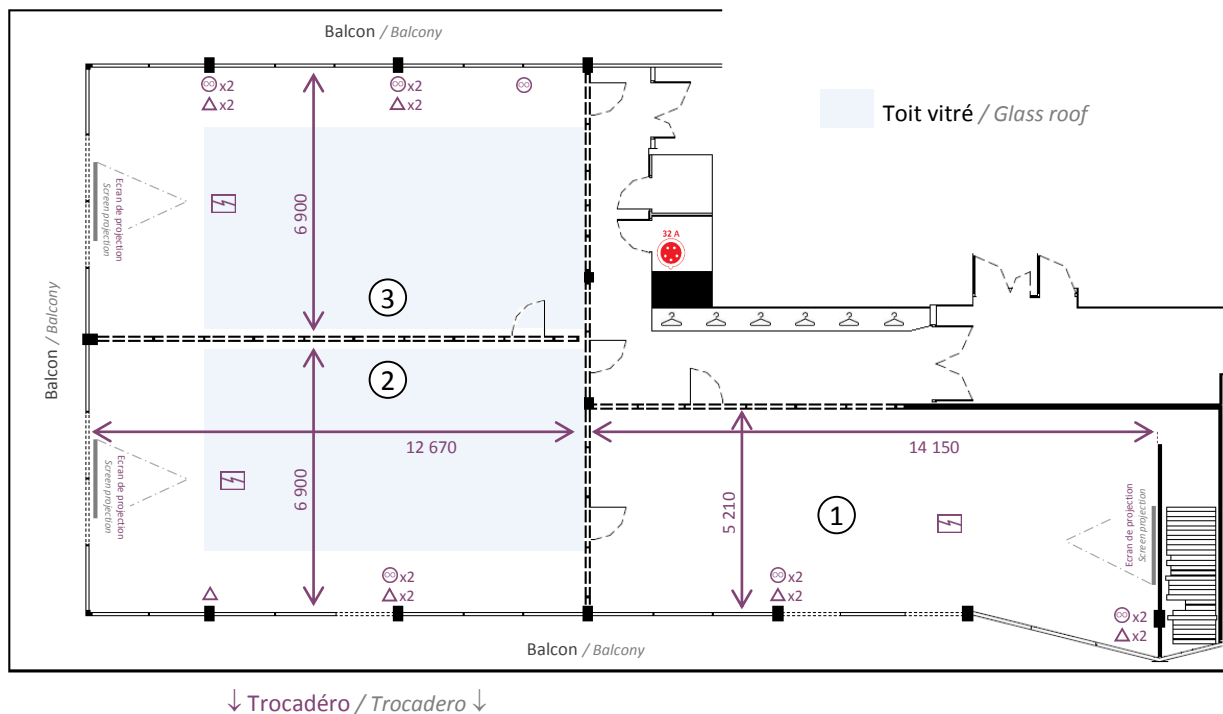 Balcon / Balcony
x2
x2
x2
x2
Toit vitré / Glass roof
Ecran de projection
Screen projection
6 900
32 A
3
Balcon / Balcony
2
12 670
14 150
Ecran de projection
Screen projection
6 900
5 210
1
Ecran de projection
Screen projection
x2
x2
x2
x2
x2
x2
Balcon / Balcony
↓ Trocadéro / Trocadero ↓